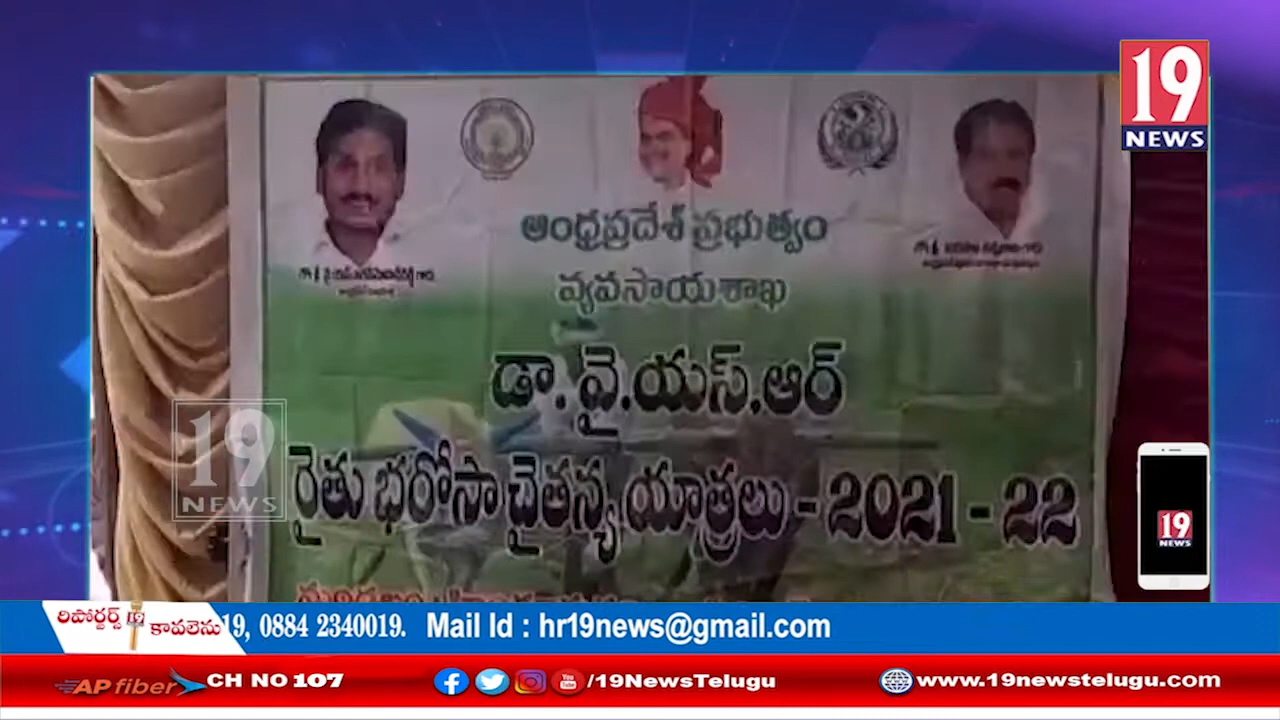 19
NEWS
ఆంధ్రప్రదేశ్ ప్రభుత్వం
వ్యవసాయశాఖ
డా. వై.యస్.ఆర్
రైతు భరోసా చైతన్య యాత్రలు - 2021 - 22
19
NEWS
19
NEWS
రిపోర్టర్స్ 19
కావలెను
19, 0884 2340019. Mail Id : hr19news@gmail.com
AP fiber CH NO 107
/19NewsTelugu
www.19newstelugu.com